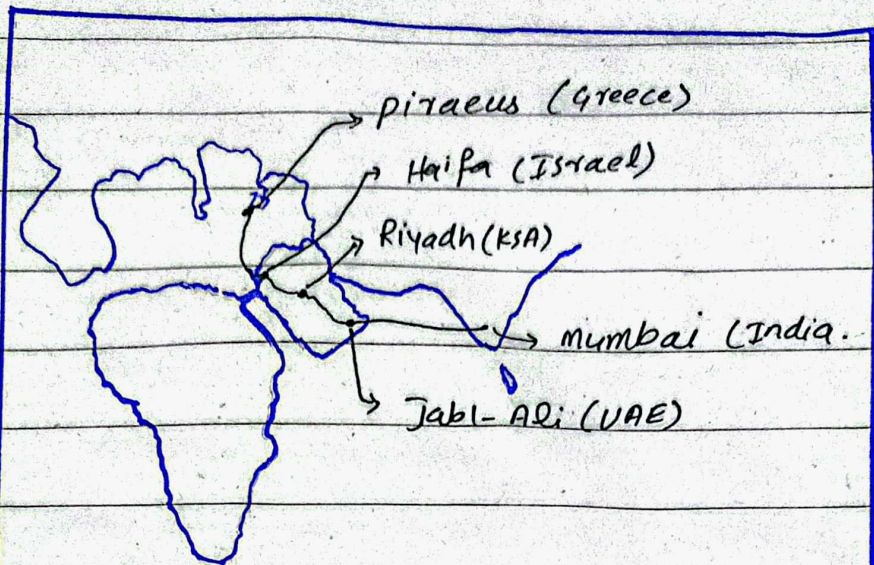 piraeus (Greece)
Haifa (Israel)
Riyadh (KSA)
mumbai (India.
Jabl-Ali (UAE)